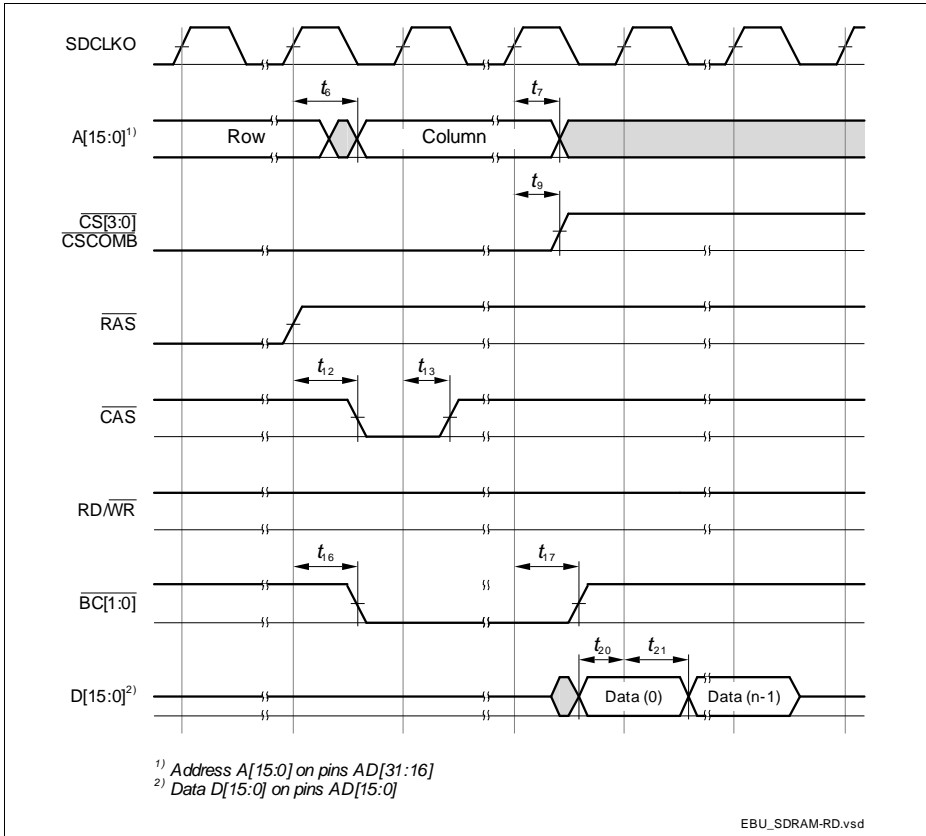 SDCLKO
t6
t7
A[15:0]1)
Row
Column
t9
CS[3:0]
CSCOMB
RAS
t12
t13
CAS
RD/WR
t16
t17
BC[1:0]
t20
t21
D[15:0]2)
Data (0)
Data (n-1)
1) Address A[15:0] on pins AD[31:16]
2) Data D[15:0] on pins AD[15:0]
EBU_SDRAM-RD.vsd